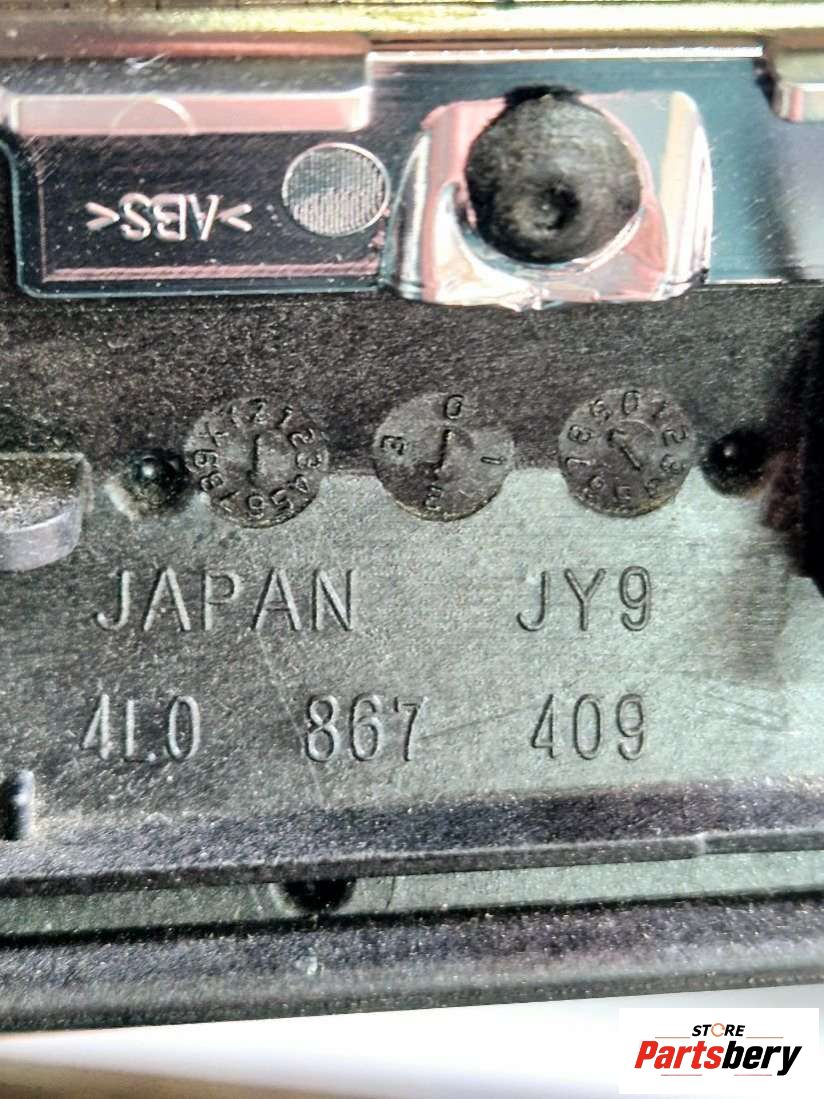 >ABS<
JAPAN JY9
4L0 867 409
STORE
Partsbery